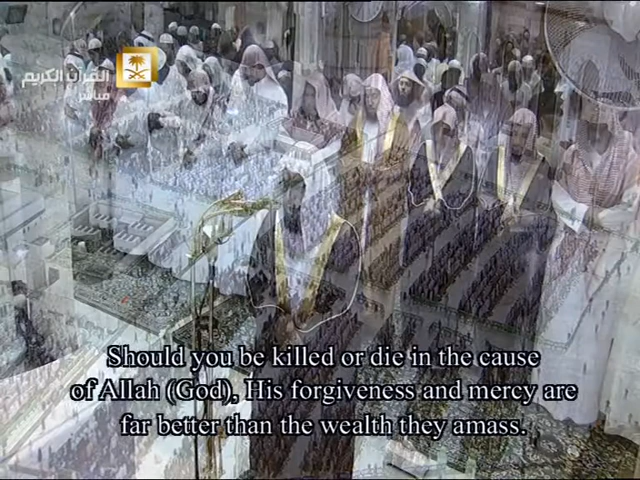 القرآن الكريم
مباشر
Should you be killed or die in the cause
of Allah (God), His forgiveness and mercy are
far better than the wealth they amass.